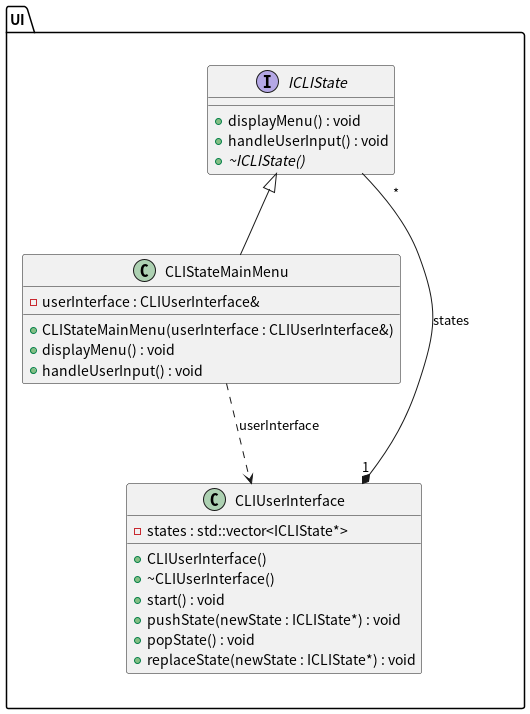 UI
I ICLIState
displayMenu() : void
handleUserInput() : void
~ICLIState()
*
C CLIStateMainMenu
userInterface : CLIUserInterface&
CLIStateMainMenu(userInterface : CLIUserInterface&)
displayMenu() : void
handleUserInput() : void
states
userInterface
1
C CLIUserInterface
states : std::vector<ICLIState*>
CLIUserInterface()
~CLIUserInterface()
start() : void
pushState(newState : ICLIState*) : void
popState() : void
replaceState(newState : ICLIState*) : void